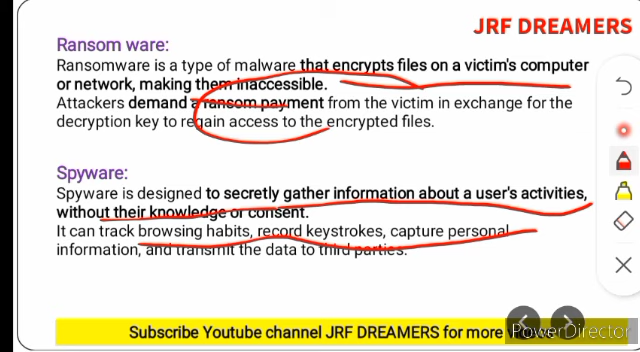 JRF DREAMERS
Ransom ware:
Ransomware is a type of malware that encrypts files on a victim's computer
or network, making them inaccessible.
Attackers demand a ransom payment from the victim in exchange for the
decryption key to regain access to the encrypted files.
Spyware:
Spyware is designed to secretly gather information about a user's activities,
without their knowledge or consent.
It can track browsing habits, record keystrokes, capture personal
information, and transmit the data to third parties.
Subscribe Youtube channel JRF DREAMERS for more
PowerDirector